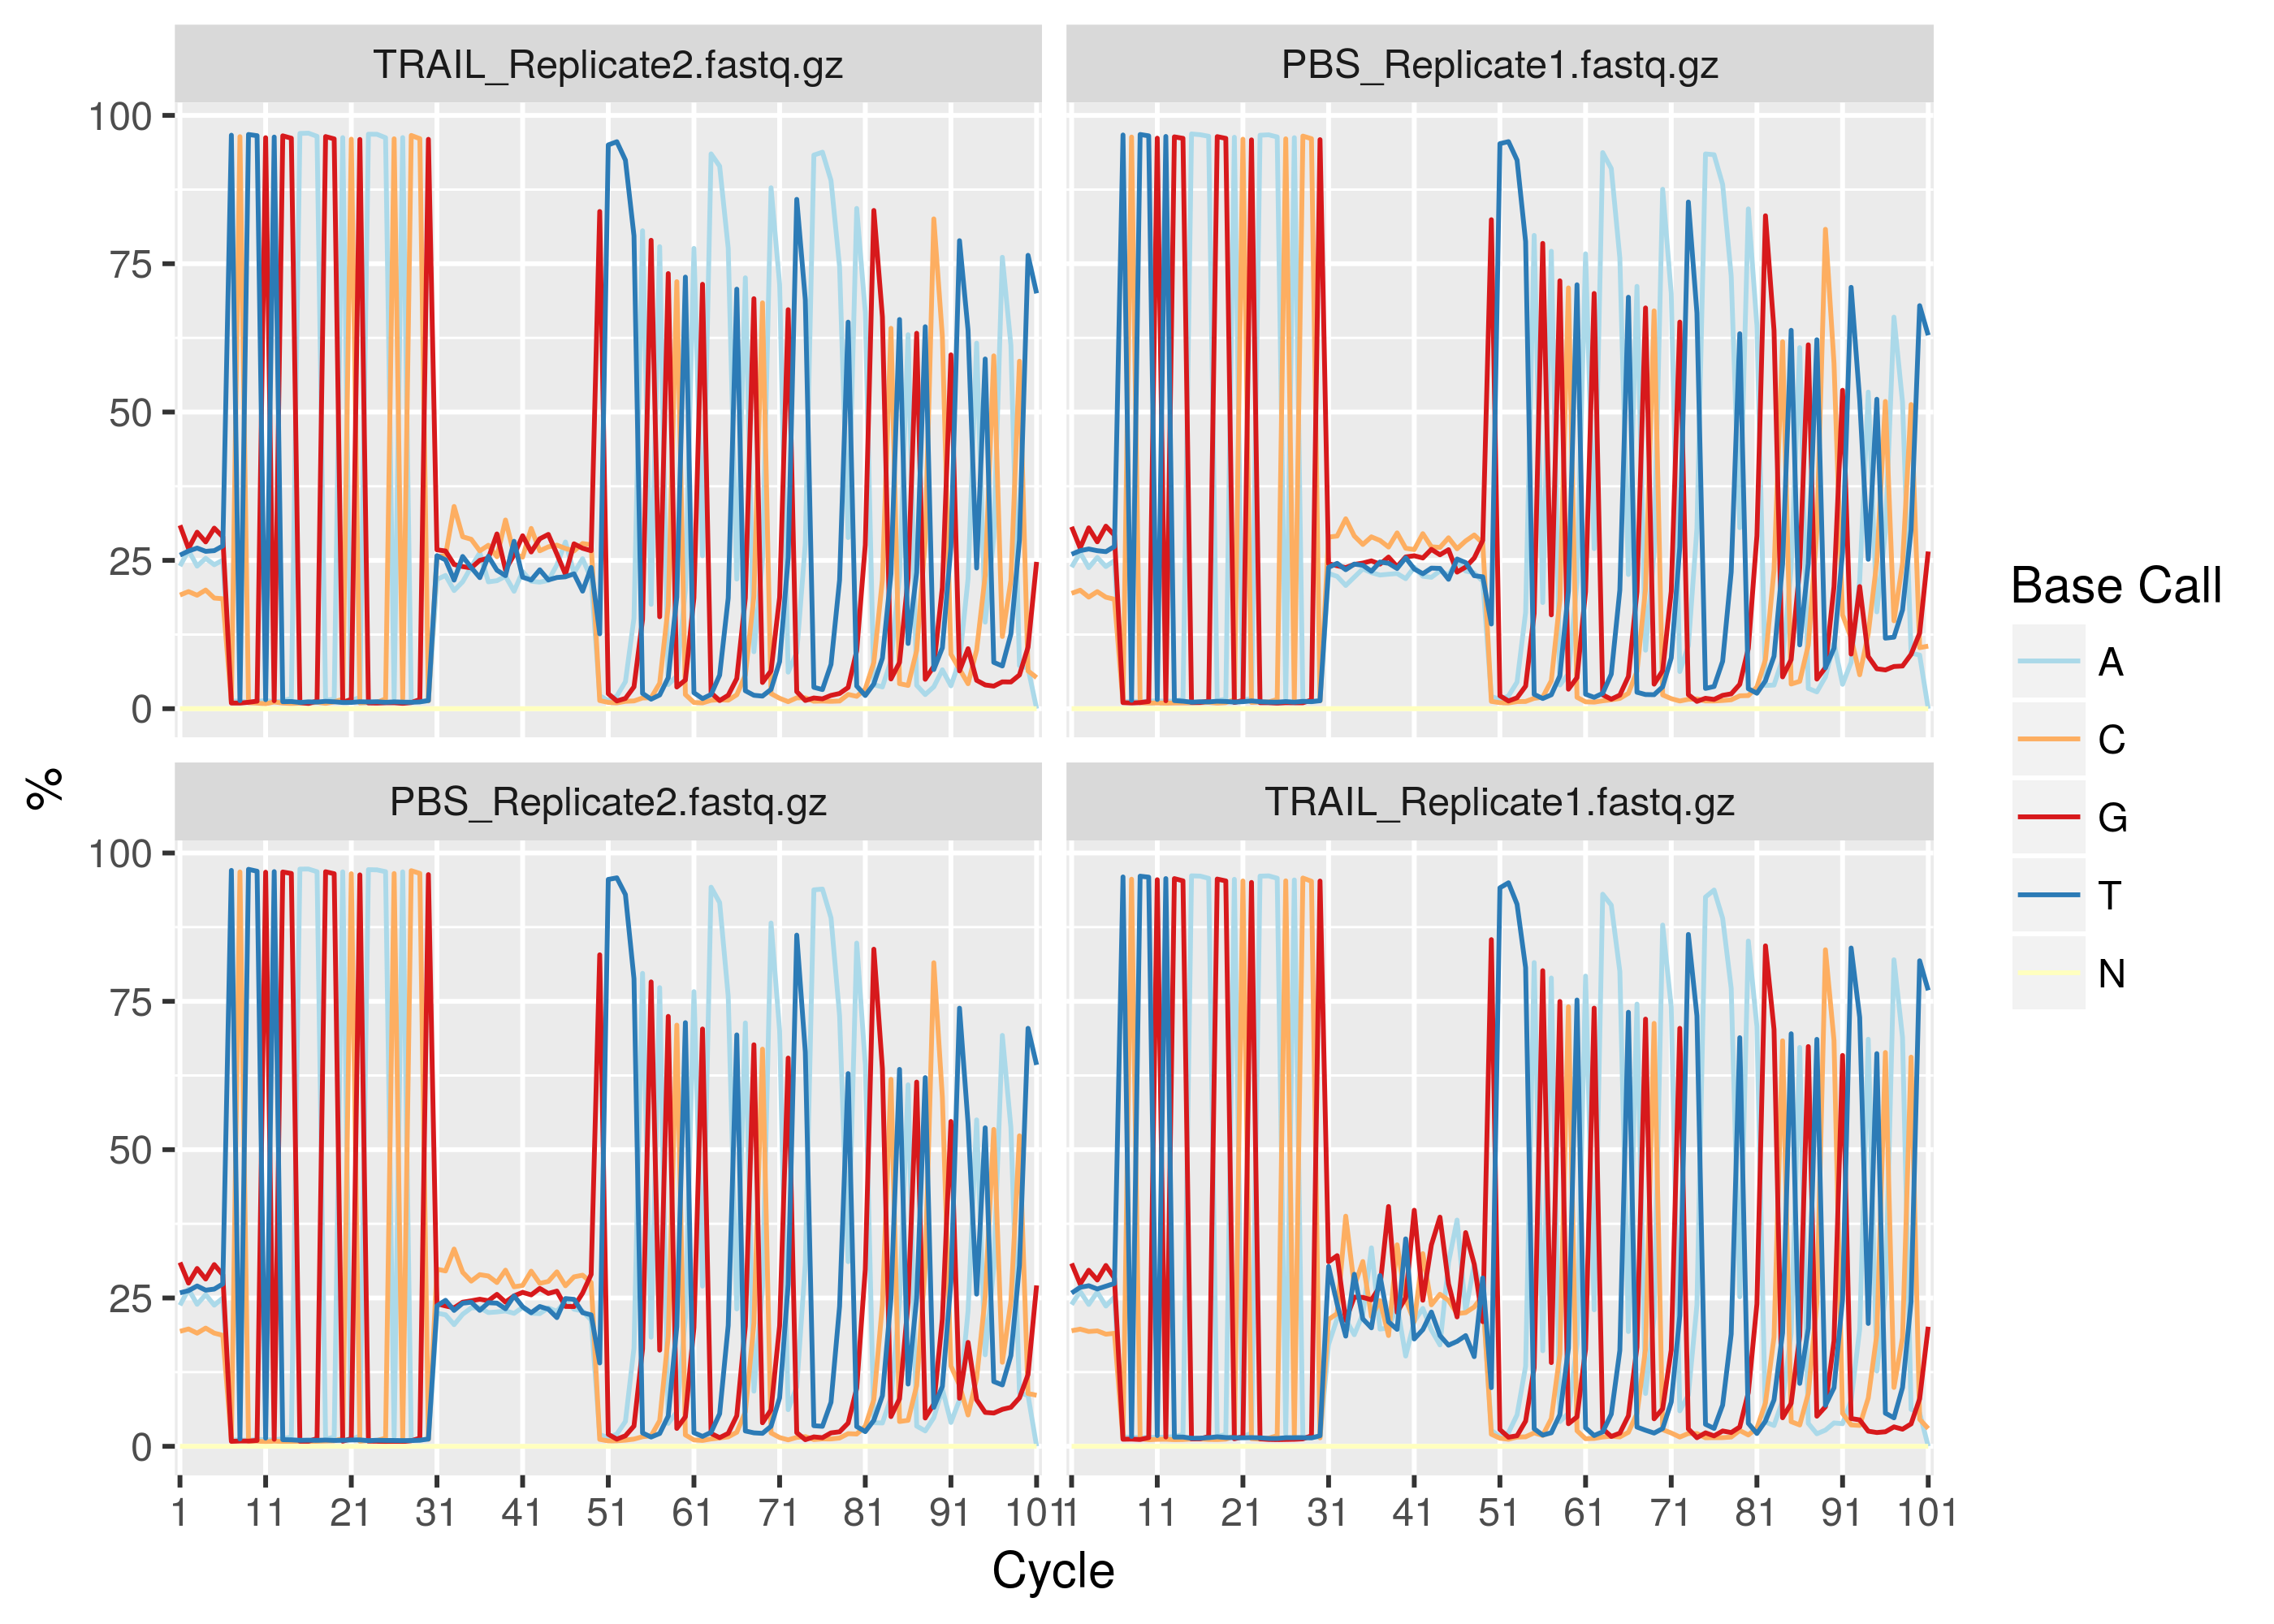 TRAIL_Replicate2.fastq.gz
PBS_Replicate1.fastq.gz
100
75
50
25
0
PBS_Replicate2.fastq.gz
TRAIL_Replicate1.fastq.gz
100
75
50
25
0
1 11 21 31 41 51 61 71 81 91 101
1 11 21 31 41 51 61 71 81 91 101
Cycle
%
Base Call
A
C
G
T
N